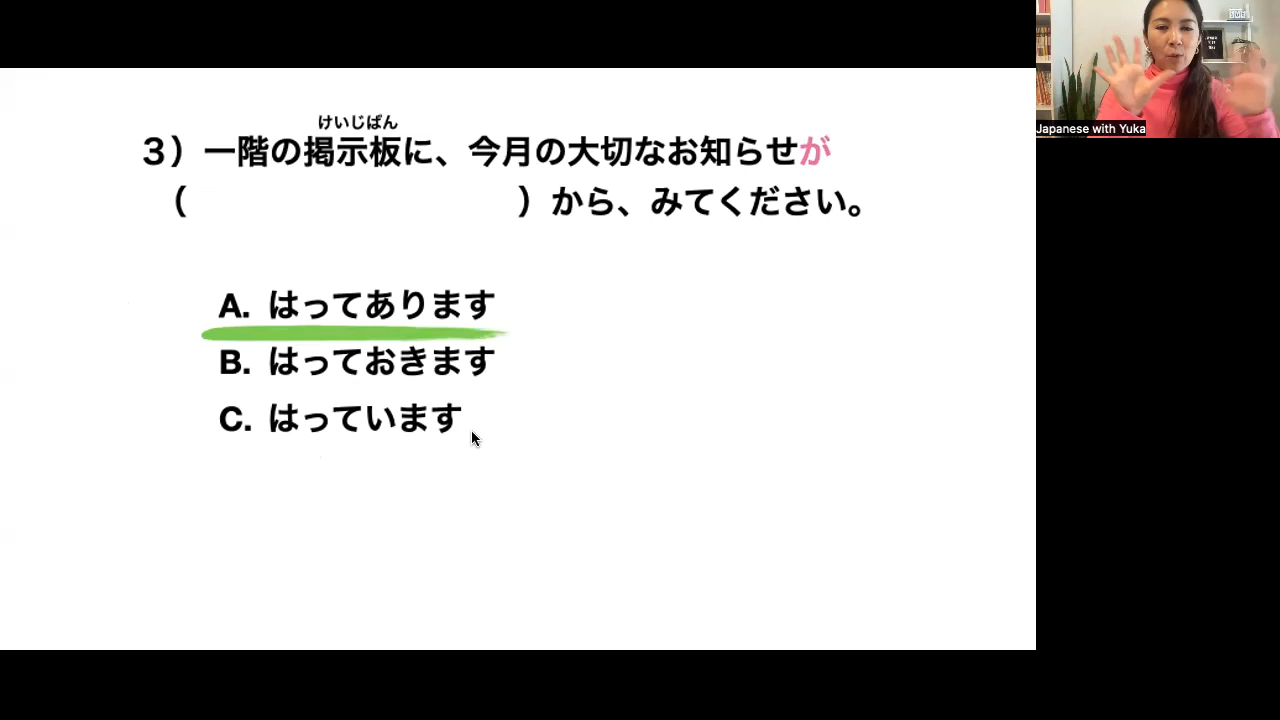 けいじばん
3）一階の掲示板に、今月の大切なお知らせが
（　　　　　　　　　　）から、みてください。
A. はってあります
B. はっておきます
C. はっています
Japanese with Yuka